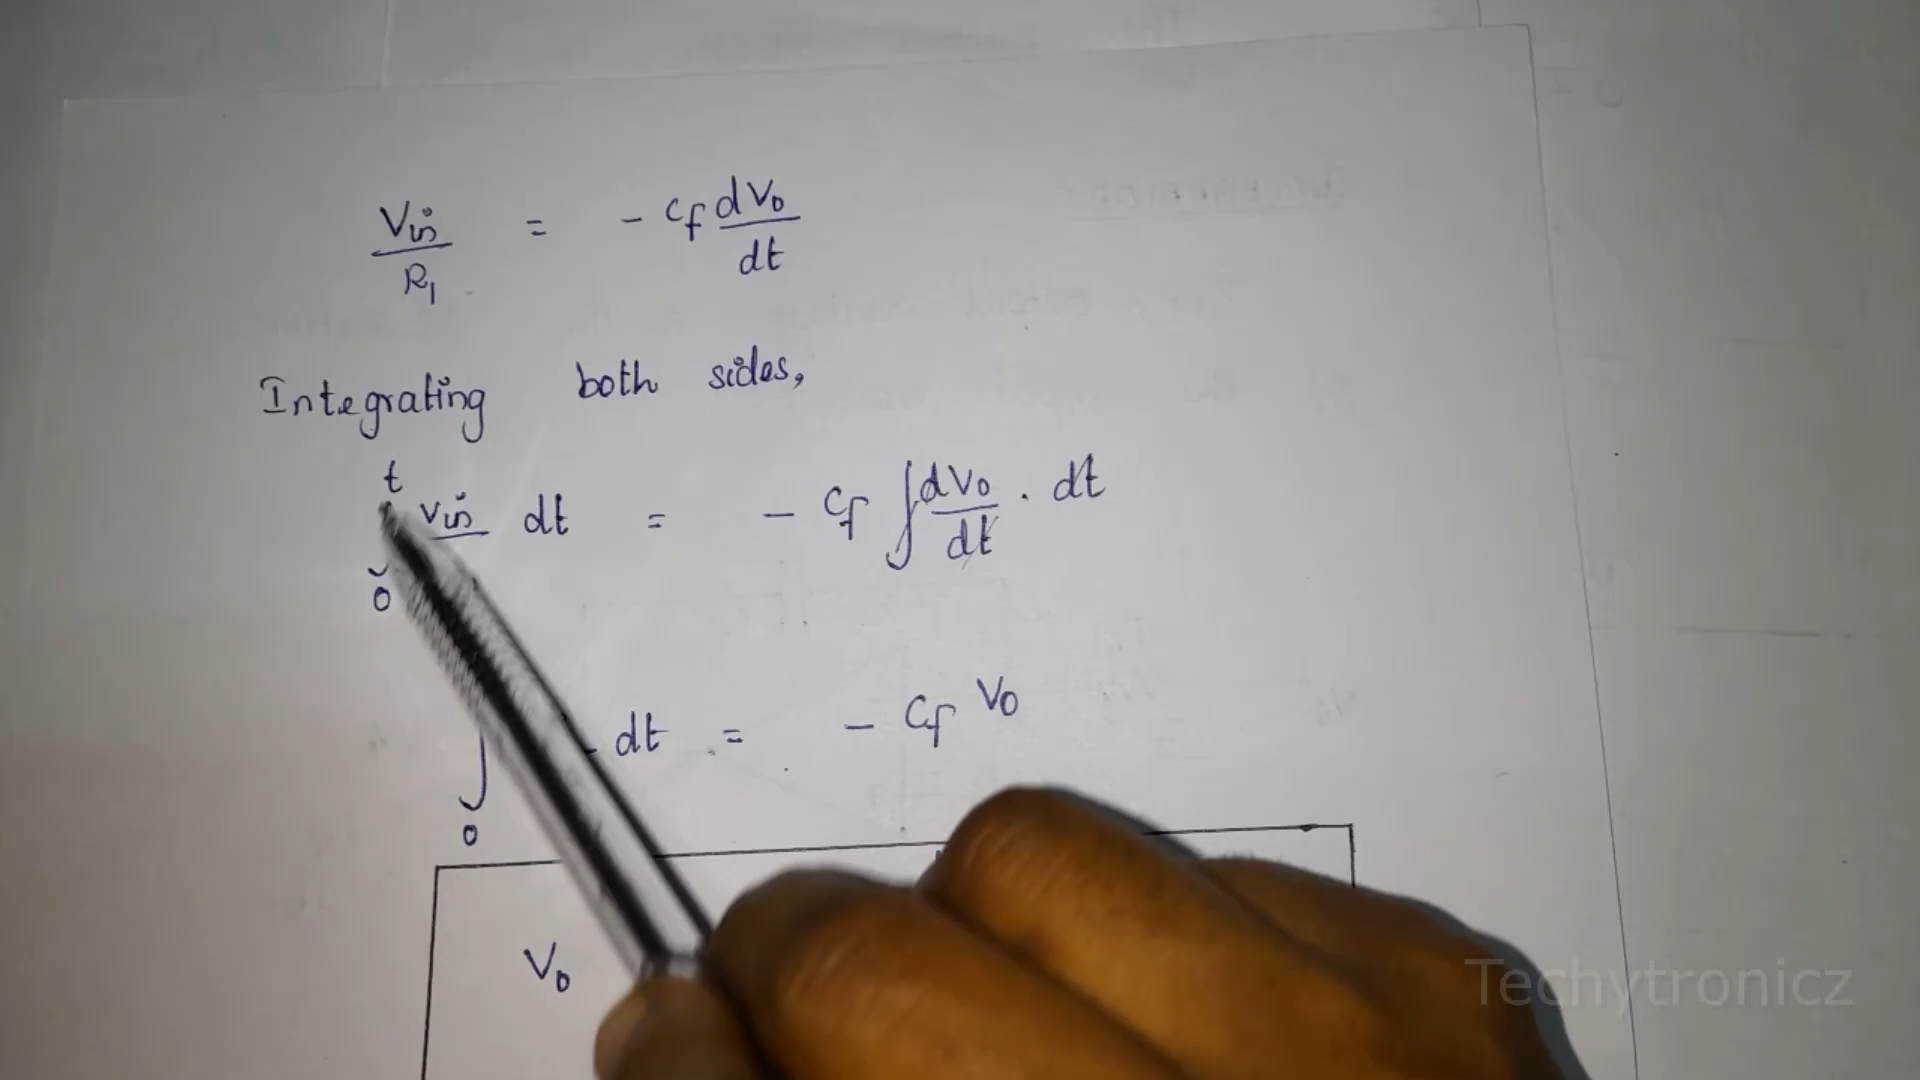 Vin/R1 = - Cf dV0/dt
Integrating both sides,
t
Vin dt = - Cf ∫ dV0/dt . dt
0
∫ dt = - Cf V0
0
V0
Techytronicz